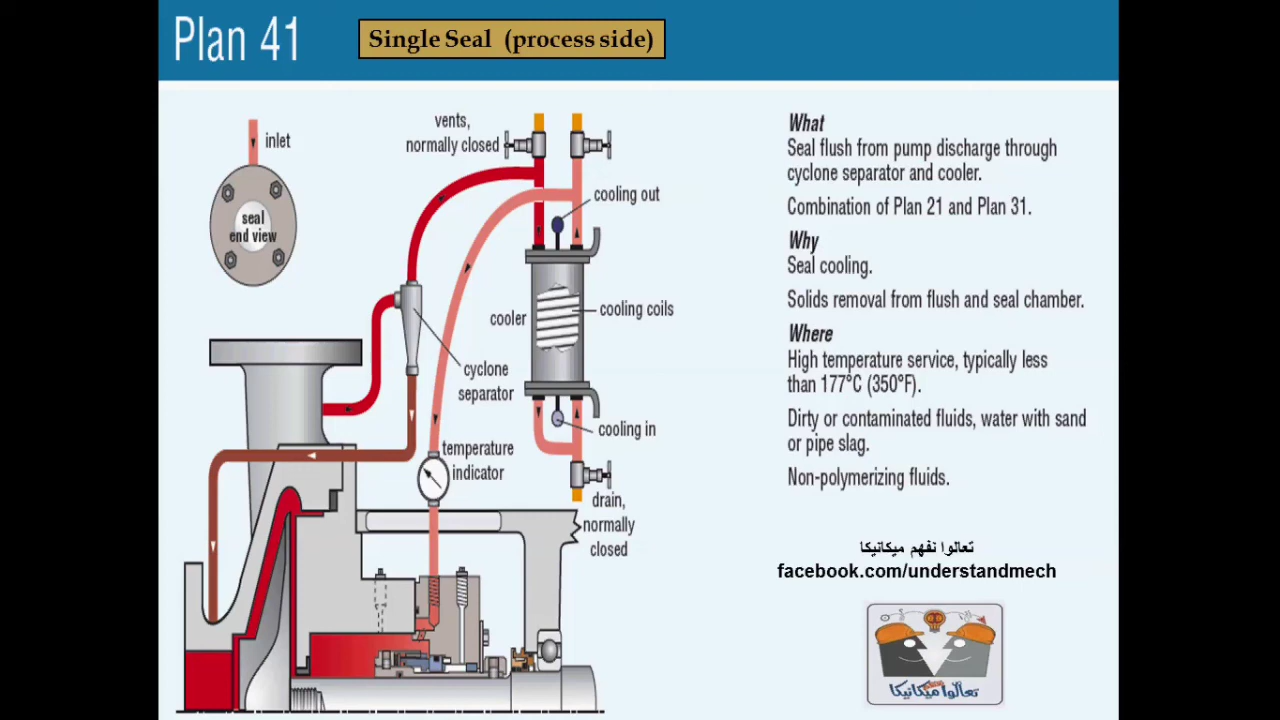 Plan 41
Single Seal (process side)
inlet
seal
end view
vents,
normally closed
cooling out
cooler
cooling coils
cyclone
separator
cooling in
temperature
indicator
drain,
normally
closed
What
Seal flush from pump discharge through
cyclone separator and cooler.
Combination of Plan 21 and Plan 31.
Why
Seal cooling.
Solids removal from flush and seal chamber.
Where
High temperature service, typically less
than 177°C (350°F).
Dirty or contaminated fluids, water with sand
or pipe slag.
Non-polymerizing fluids.
تعالوا نفهم ميكانيكا
facebook.com/understandmech
تعالوا نفهم ميكانيكا